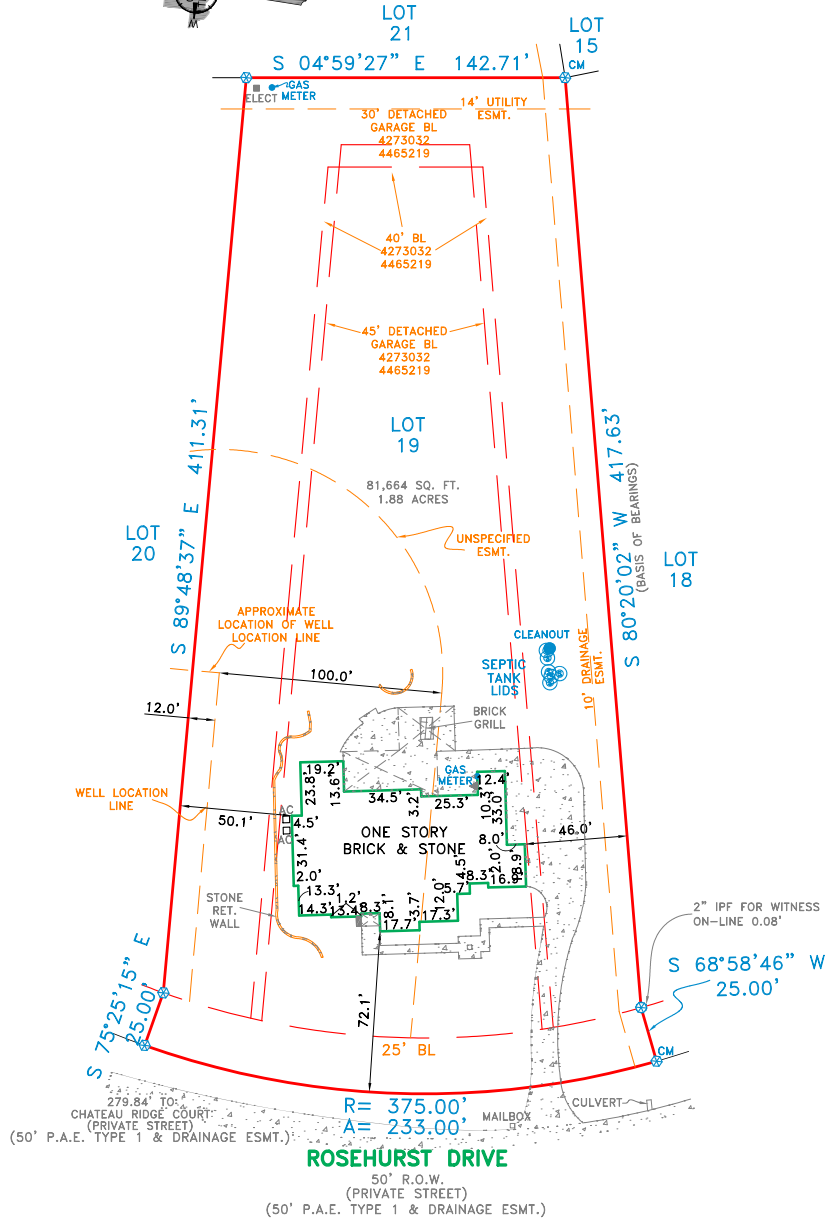 LOT
21
LOT
15
S 04°59'27" E 142.71'
CM
GAS
METER
ELECT
14' UTILITY
ESMT.
30' DETACHED
GARAGE BL
4273032
4465219
40' BL
4273032
4465219
45' DETACHED
GARAGE BL
4273032
4465219
S 89°48'37" E 411.31'
S 80°20'02" W 417.63'
(BASIS OF BEARINGS)
LOT
19
81,664 SQ. FT.
1.88 ACRES
UNSPECIFIED
ESMT.
LOT
20
LOT
18
APPROXIMATE
LOCATION OF WELL
LOCATION LINE
CLEANOUT
SEPTIC
TANK
LIDS
10' DRAINAGE
ESMT.
100.0'
12.0'
BRICK
GRILL
WELL LOCATION
LINE
GAS
METER
19.2'
23.8'
13.6'
34.5'
3.2'
25.3'
12.4'
10.3'
33.0'
50.1'
AC
AC
4.5'
31.4'
ONE STORY
BRICK & STONE
8.0'
46.0'
2.0'
18.9'
16.9'
8.3'
4.5'
5.7'
12.0'
2.0'
13.3'
14.3'
1.2'
13.4'
8.3'
8.1'
17.7'
3.7'
17.3'
STONE
RET.
WALL
2" IPF FOR WITNESS
ON-LINE 0.08'
S 68°58'46" W
25.00'
S 75°25'15" E
25.00'
72.1'
25' BL
CM
279.84' TO
CHATEAU RIDGE COURT
(PRIVATE STREET)
(50' P.A.E. TYPE 1 & DRAINAGE ESMT.)
R= 375.00'
A= 233.00'
MAILBOX
CULVERT
ROSEHURST DRIVE
50' R.O.W.
(PRIVATE STREET)
(50' P.A.E. TYPE 1 & DRAINAGE ESMT.)